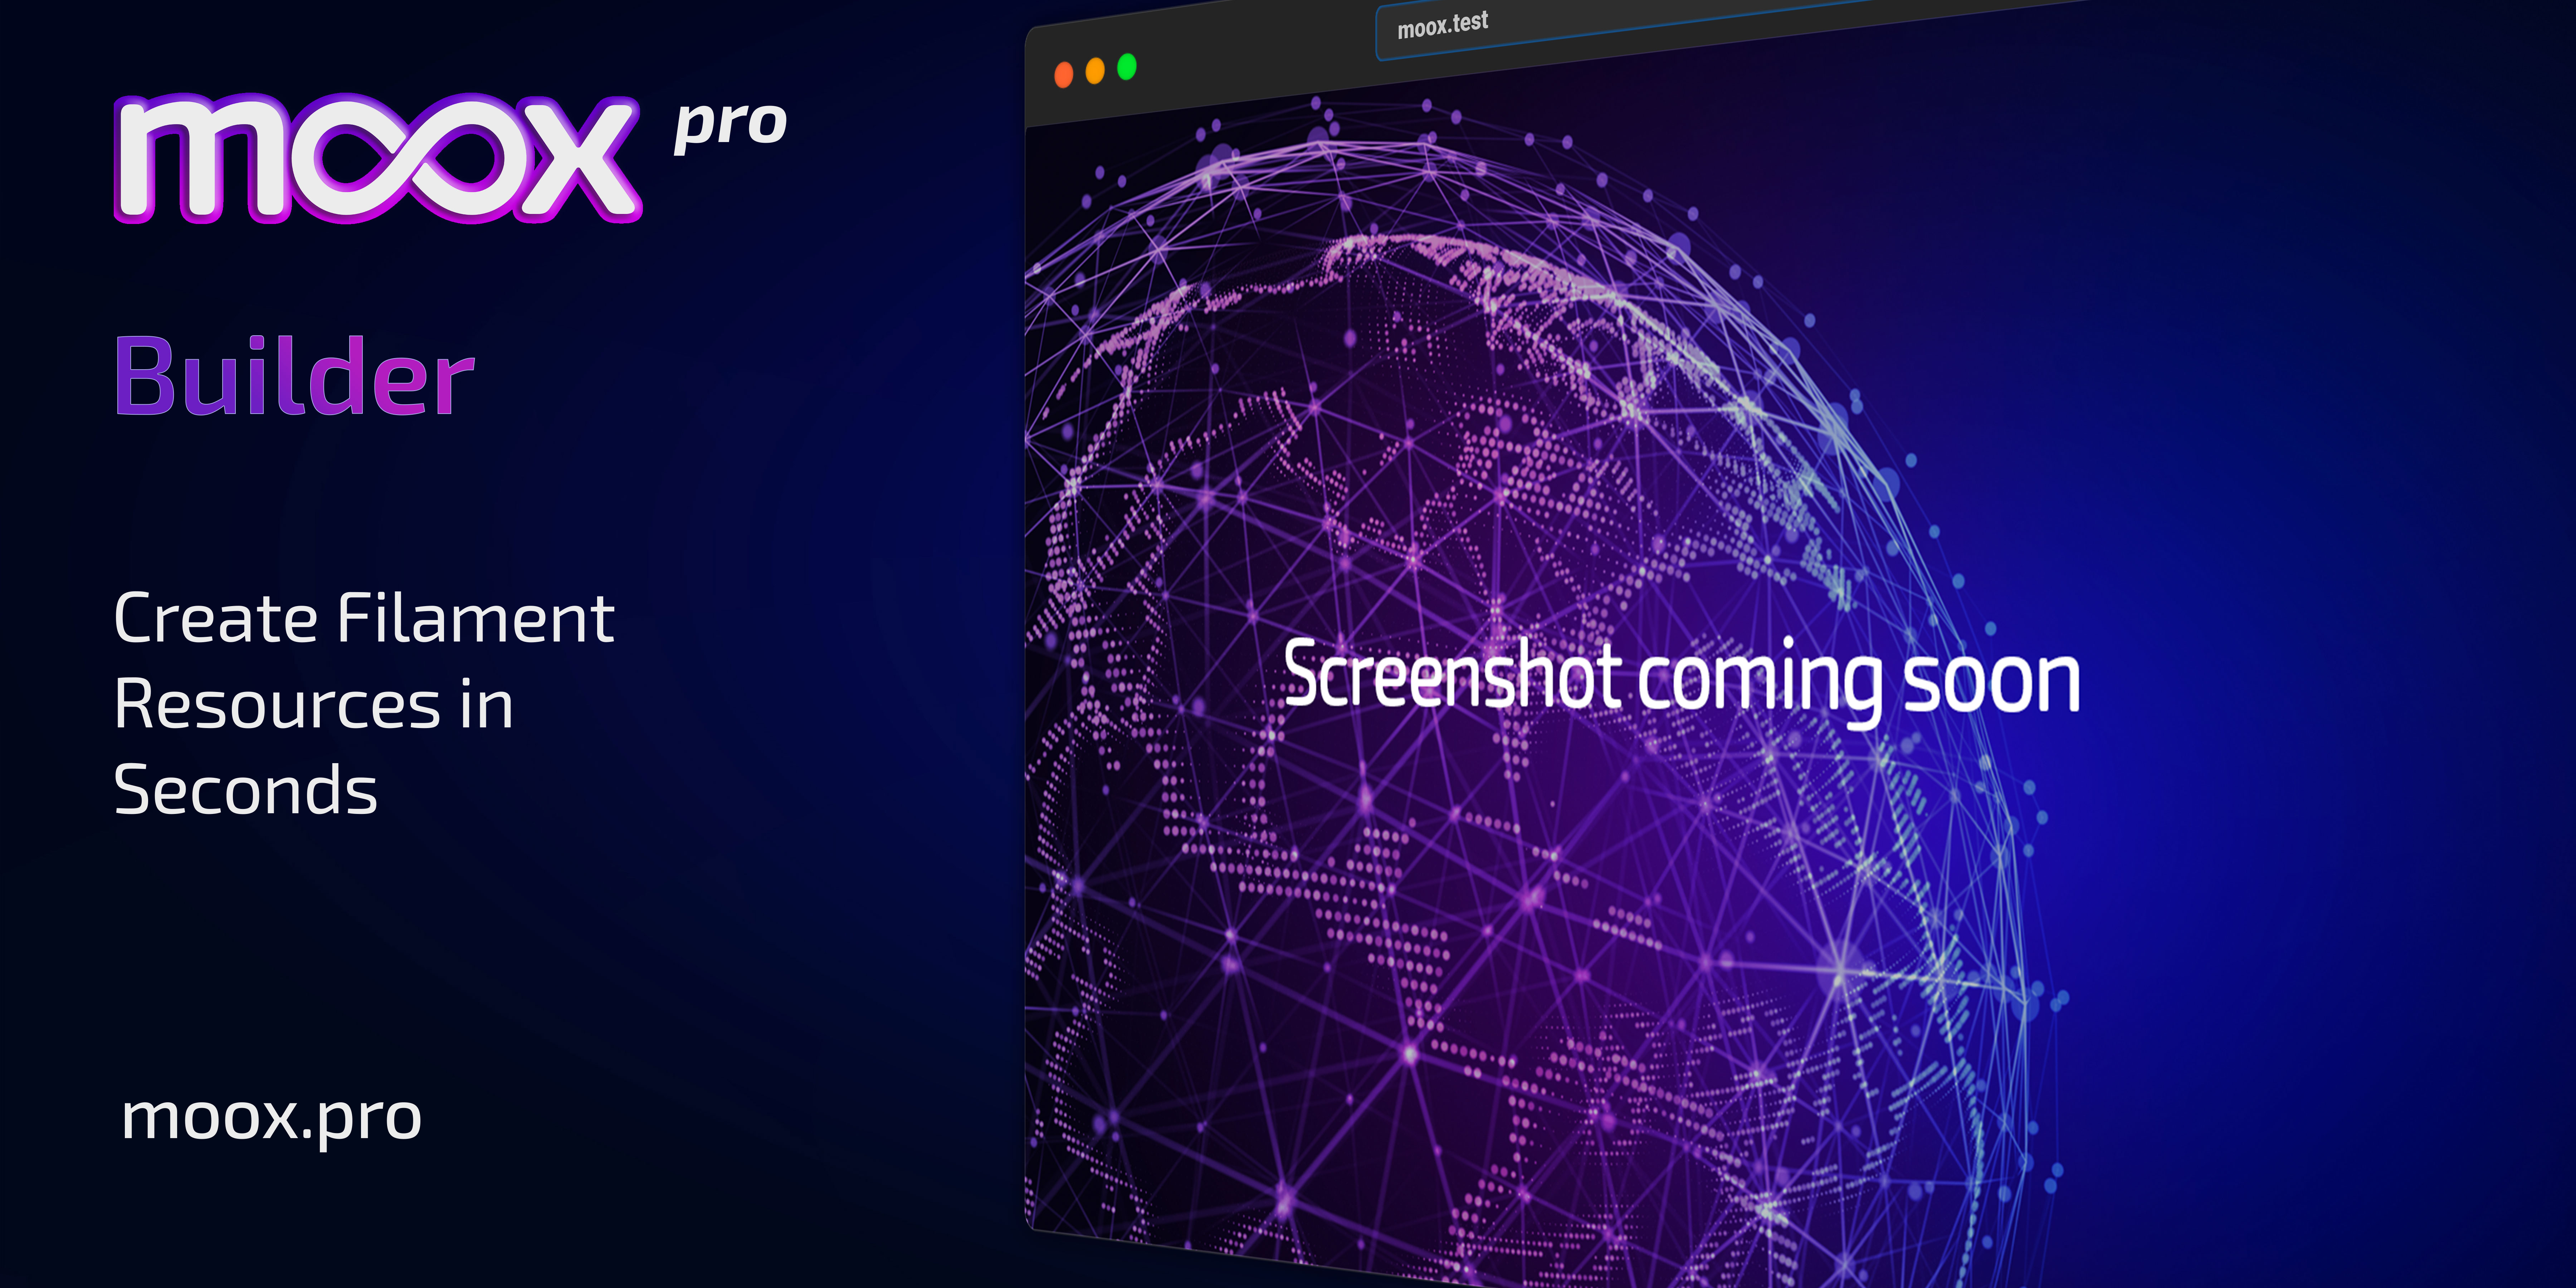 moox pro
Builder
Create Filament
Resources in
Seconds
moox.pro
moox.test
Screenshot coming soon